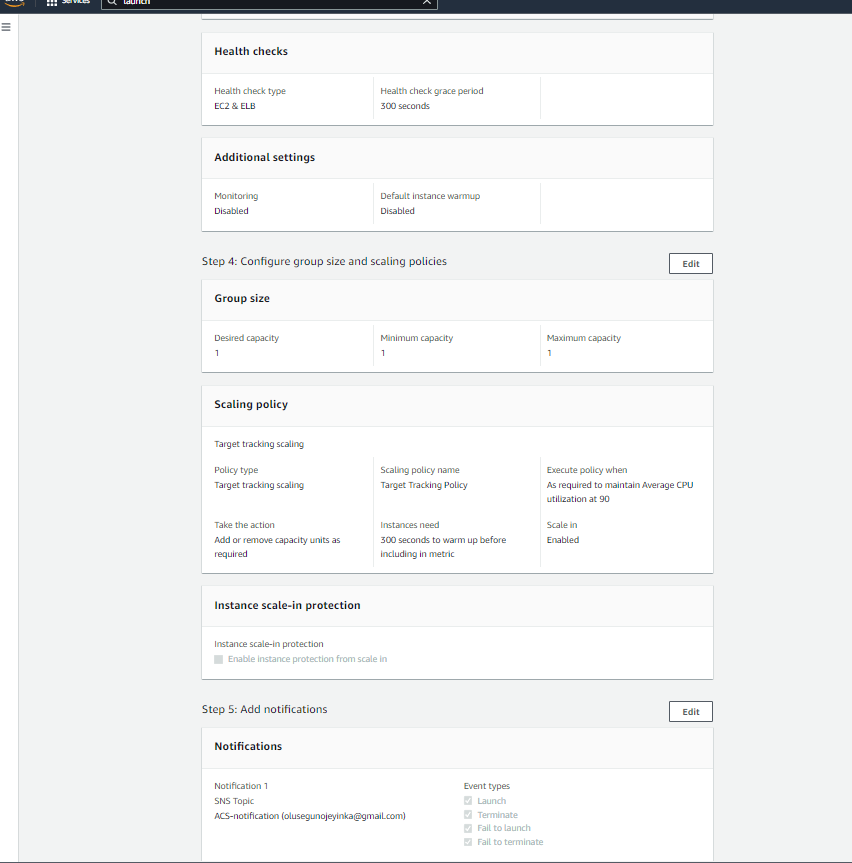 Services
launch
Health checks
Health check type
Health check grace period
EC2 & ELB
300 seconds
Additional settings
Monitoring
Default instance warmup
Disabled
Disabled
Step 4: Configure group size and scaling policies
Edit
Group size
Desired capacity
Minimum capacity
Maximum capacity
1
1
1
Scaling policy
Target tracking scaling
Policy type
Scaling policy name
Execute policy when
Target tracking scaling
Target Tracking Policy
As required to maintain Average CPU
utilization at 90
Take the action
Instances need
Scale in
Add or remove capacity units as
required
300 seconds to warm up before
including in metric
Enabled
Instance scale-in protection
Instance scale-in protection
Enable instance protection from scale in
Step 5: Add notifications
Edit
Notifications
Notification 1
Event types
SNS Topic
Launch
ACS-notification (olusegunojeyinka@gmail.com)
Terminate
Fail to launch
Fail to terminate